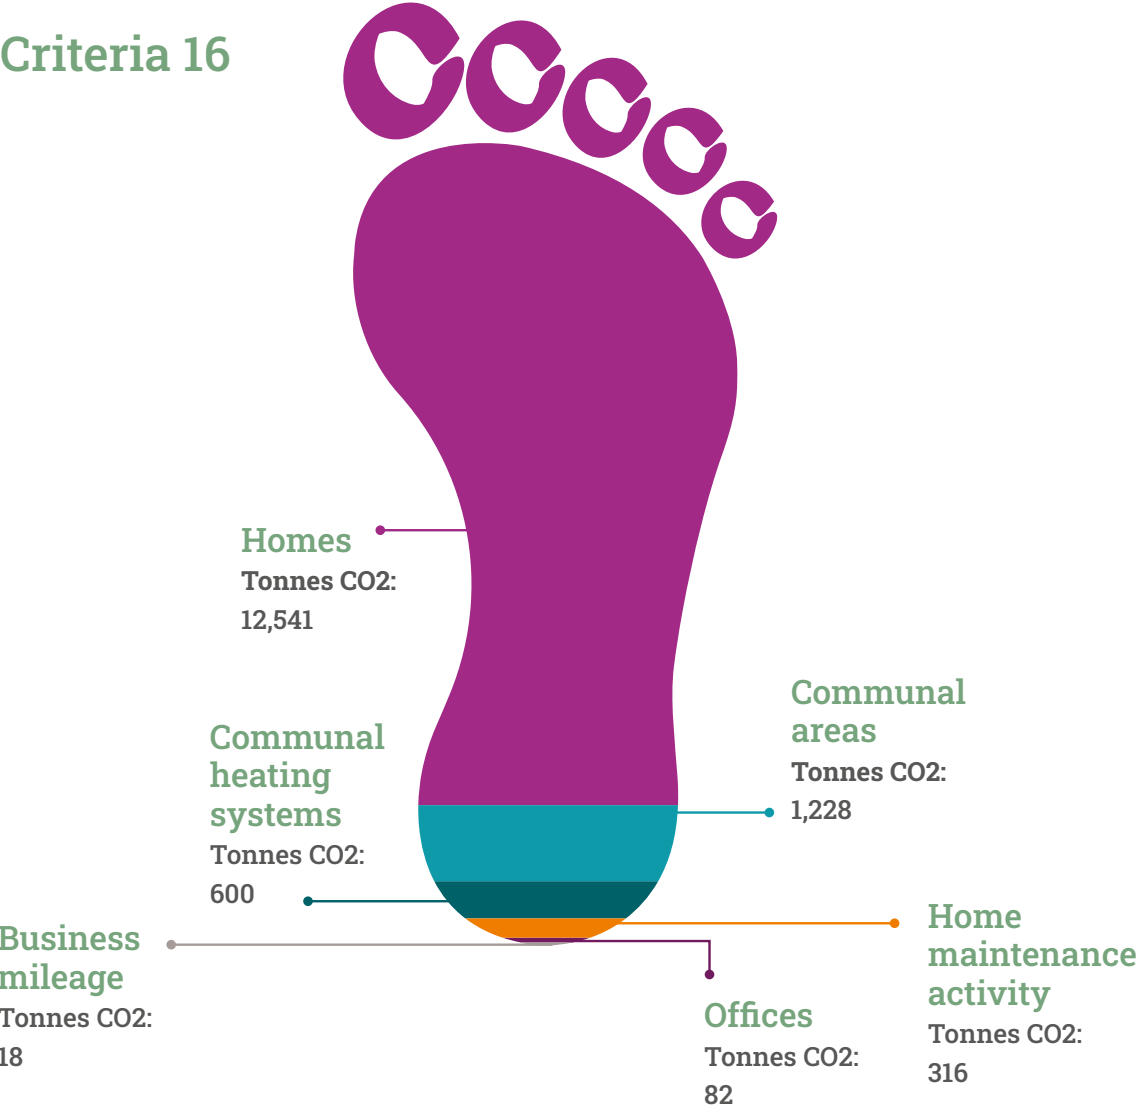 Criteria 16
Homes
Tonnes CO2:
12,541
Communal
areas
Tonnes CO2:
1,228
Communal
heating
systems
Tonnes CO2:
600
Home
maintenance
activity
Tonnes CO2:
316
Business
mileage
Tonnes CO2:
18
Offices
Tonnes CO2:
82